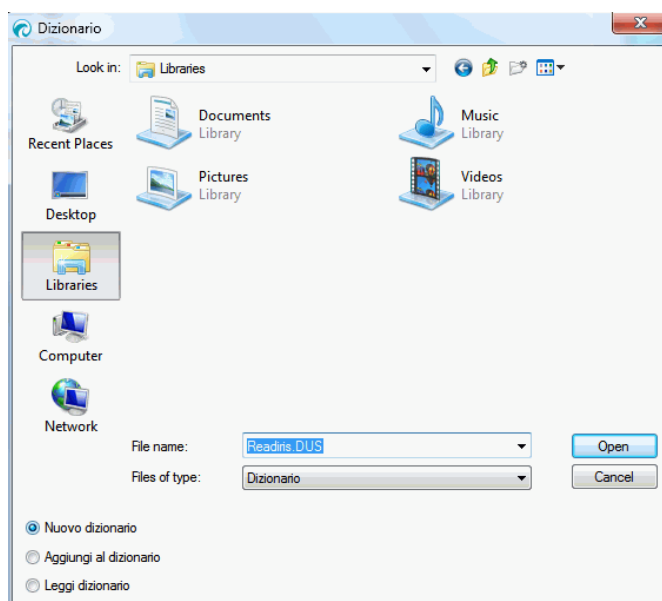 Dizionario
Look in: Libraries
Recent Places
Desktop
Libraries
Computer
Network
Documents
Library
Music
Library
Pictures
Library
Videos
Library
File name: Readiris.DUS Open
Files of type: Dizionario Cancel
Nuovo dizionario
Aggiungi al dizionario
Leggi dizionario